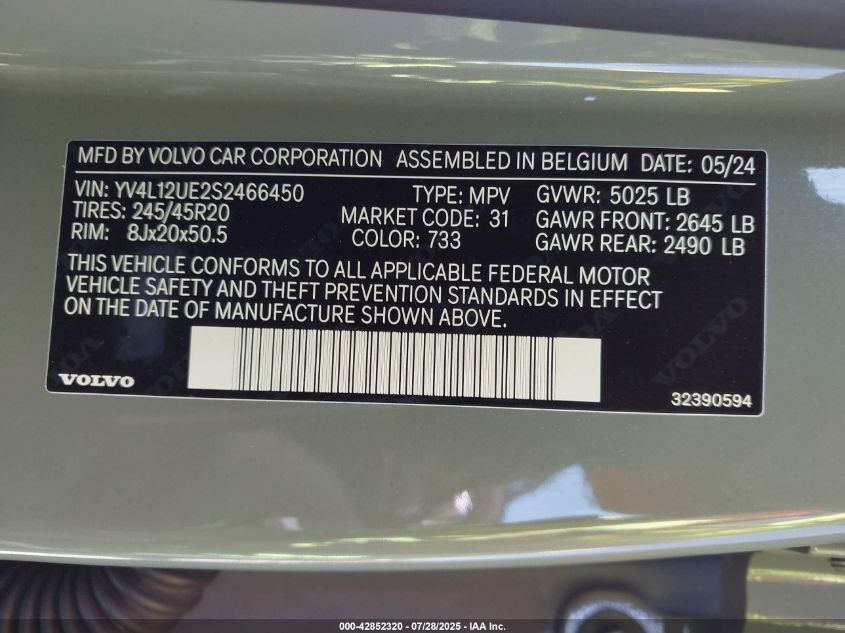 MFD BY VOLVO CAR CORPORATION ASSEMBLED IN BELGIUM DATE: 05/24
VIN: YV4L12UE2S2466450 TYPE: MPV GVWR: 5025 LB
TIRES: 245/45R20 MARKET CODE: 31 GAWR FRONT: 2645 LB
RIM: 8Jx20x50.5 COLOR: 733 GAWR REAR: 2490 LB
THIS VEHICLE CONFORMS TO ALL APPLICABLE FEDERAL MOTOR
VEHICLE SAFETY AND THEFT PREVENTION STANDARDS IN EFFECT
ON THE DATE OF MANUFACTURE SHOWN ABOVE.
VOLVO 32390594
000-42852320 | 07/28/2025 - IAA Inc.